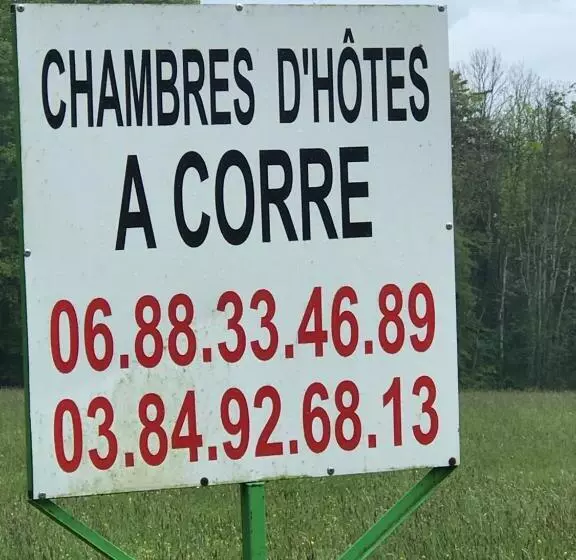 CHAMBRES D'HÔTES
A CORRE
06.88.33.46.89
03.84.92.68.13